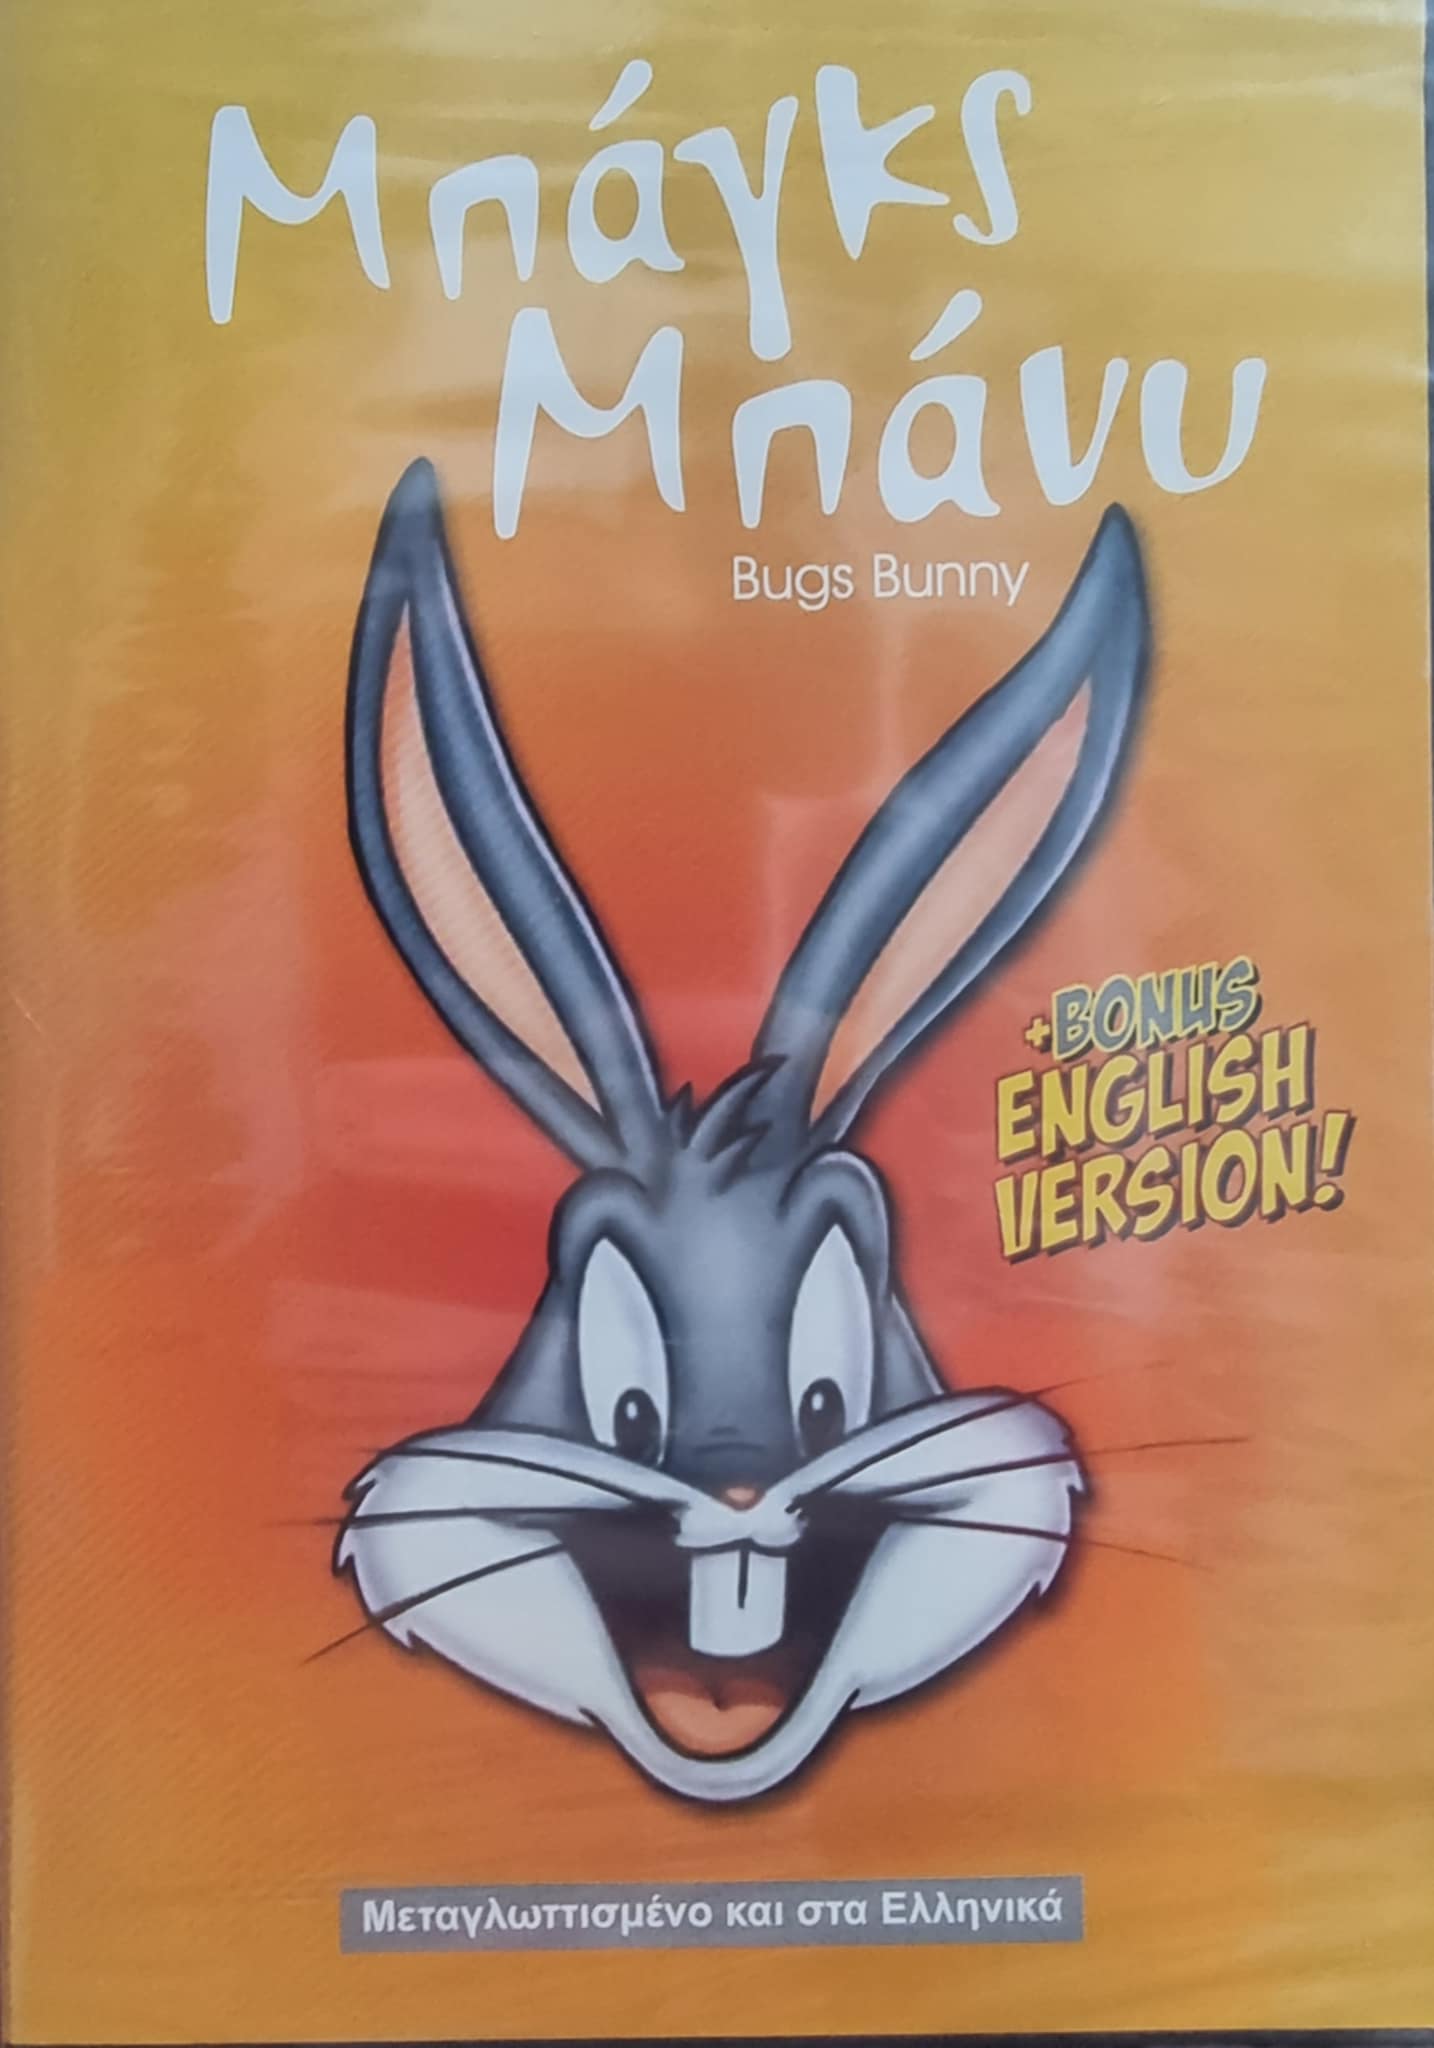 Μπάγκς
Μπάνυ
Bugs Bunny
+BONUS
ENGLISH
VERSION!
Μεταγλωττισμένο και στα Ελληνικά